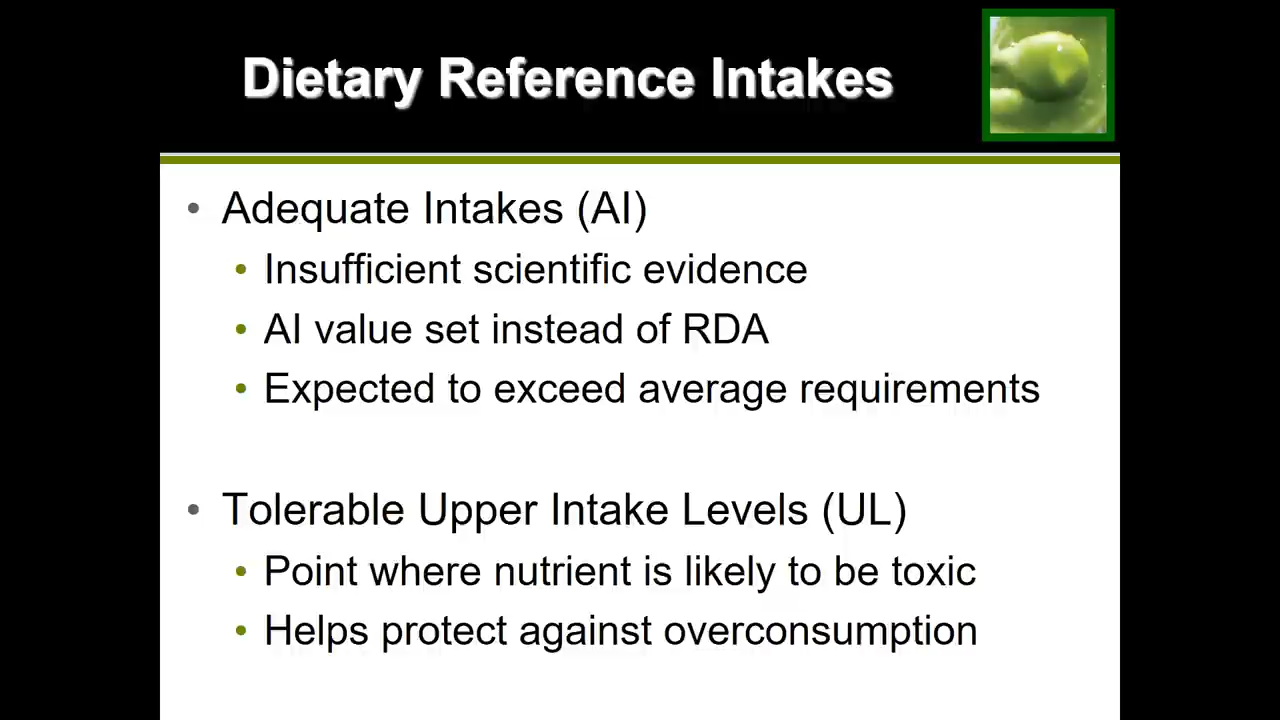 Dietary Reference Intakes
• Adequate Intakes (AI)
• Insufficient scientific evidence
• AI value set instead of RDA
• Expected to exceed average requirements
• Tolerable Upper Intake Levels (UL)
• Point where nutrient is likely to be toxic
• Helps protect against overconsumption